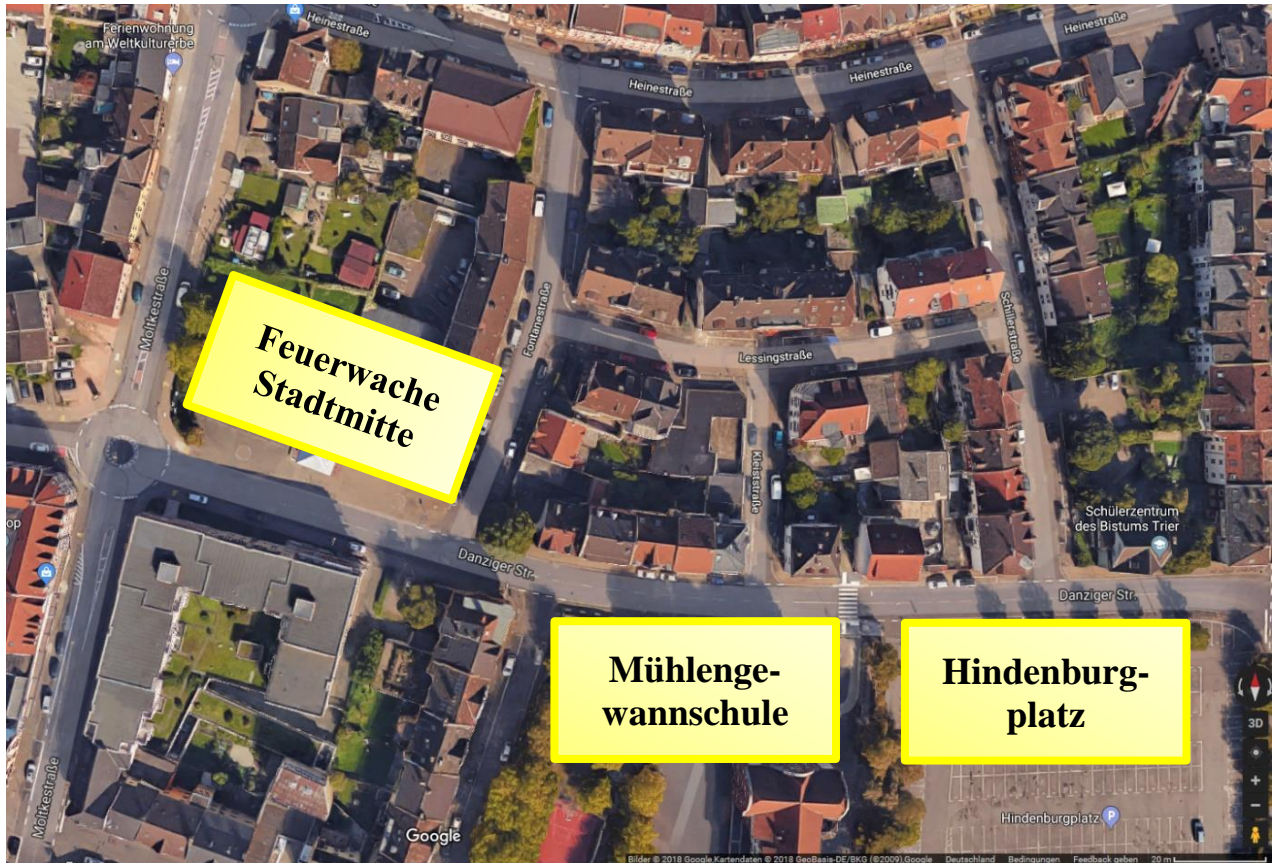 Ferienwohnung
am Weltkulturerbe
Heinestraße
Heinestraße
Heinestraße
Heinestraße
Moltkestraße
Fontanestraße
Schillerstraße
Lessingstraße
Feuerwache
Stadtmitte
Kleiststraße
op
Schülerzentrum
des Bistums Trier
Danziger Str.
Danziger Str.
Mühlenge-
wannschule
Hindenburg-
platz
3D
Moltkestraße
Hindenburgplatz
P
Google
Bilder © 2018 Google,Kartendaten © 2018 GeoBasis-DE/BKG (©2009),Google Deutschland Bedingungen Feedback geben 20 m